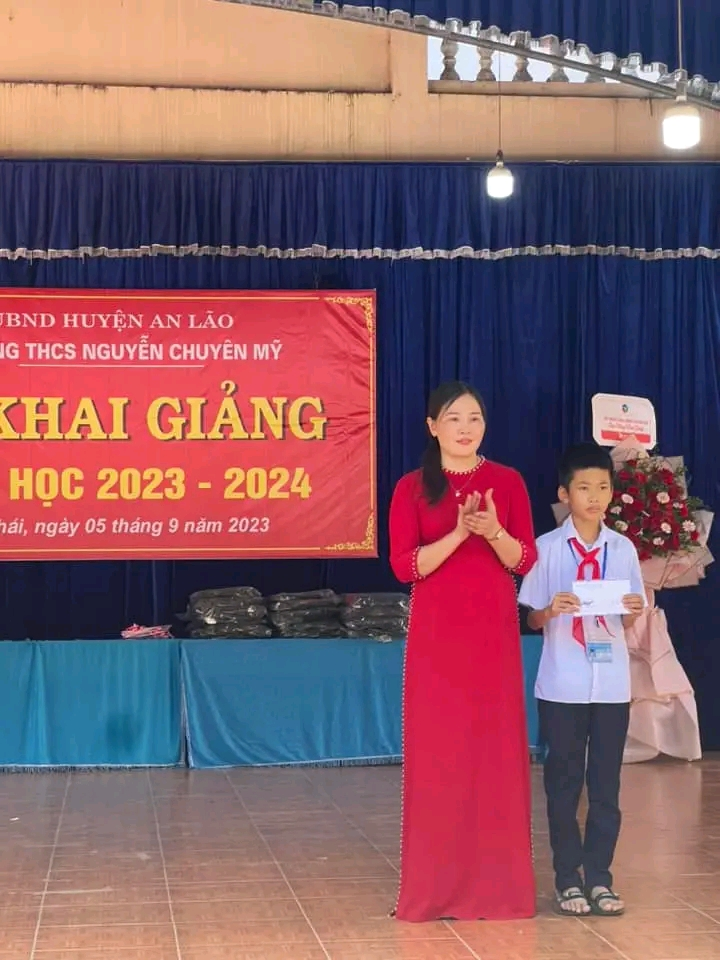 UBND HUYỆN AN LÃO
NG THCS NGUYỄN CHUYÊN MỸ
KHAI GIẢNG
HỌC 2023 - 2024
hái, ngày 05 tháng 9 năm 2023